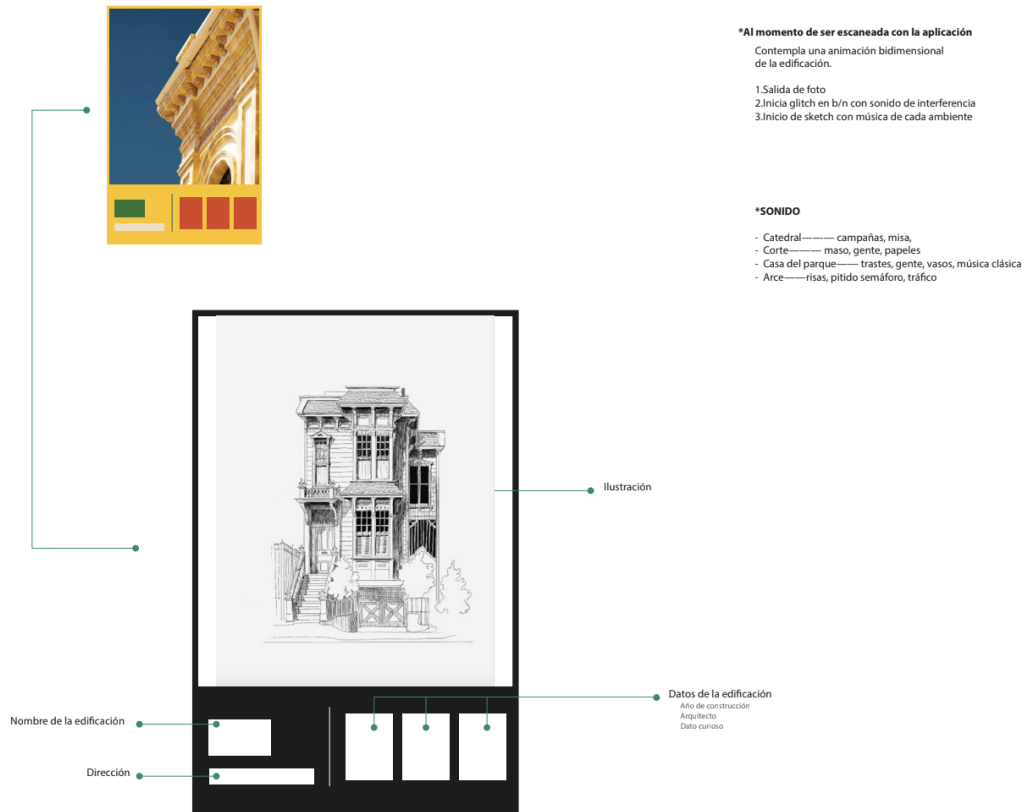 *Al momento de ser escaneada con la aplicación
Contempla una animación bidimensional
de la edificación.
1.Salida de foto
2.Inicia glitch en b/n con sonido de interferencia
3.Inicio de sketch con música de cada ambiente
*SONIDO
- Catedral——— campañas, misa,
- Corte——— maso, gente, papeles
- Casa del parque—— trastes, gente, vasos, música clásica
- Arce——risas, pitido semáforo, tráfico
Ilustración
Datos de la edificación
Año de construcción
Arquitecto
Dato curioso
Nombre de la edificación
Dirección